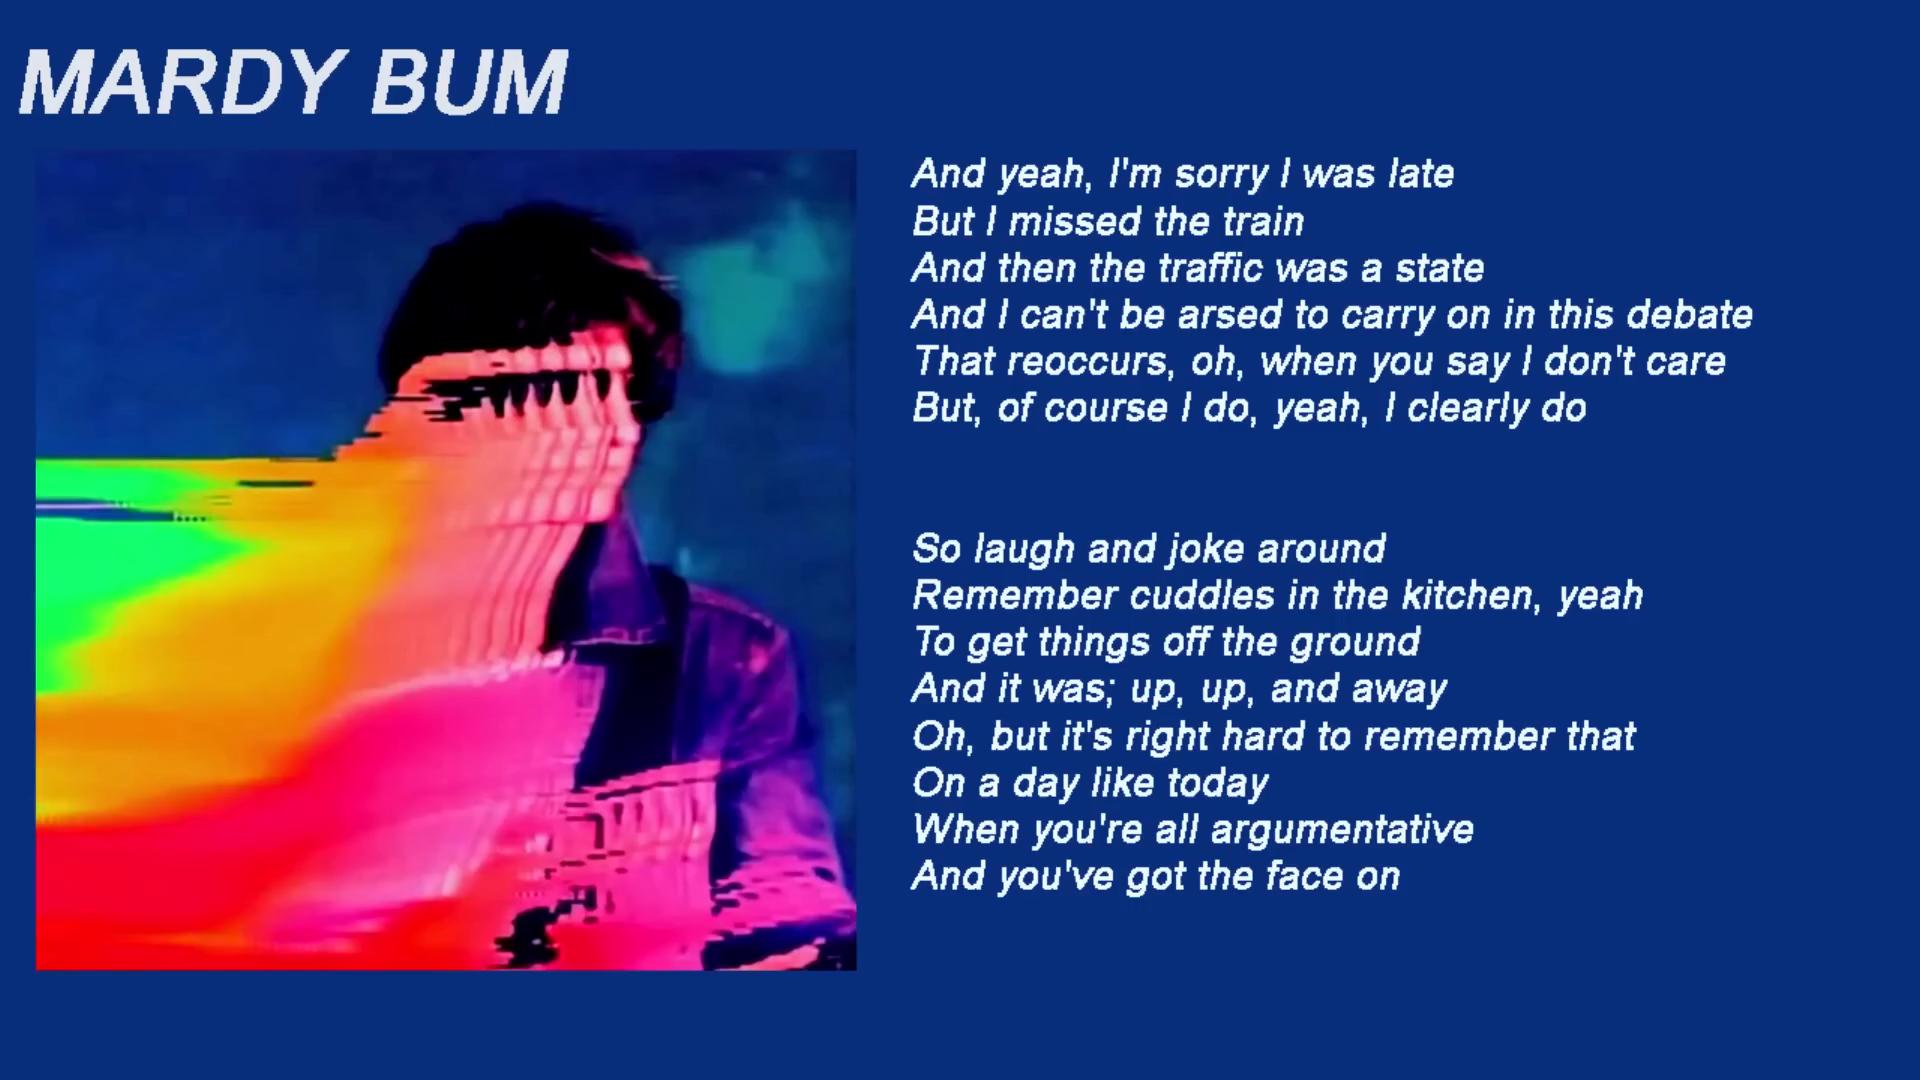 MARDY BUM
And yeah, I'm sorry I was late
But I missed the train
And then the traffic was a state
And I can't be arsed to carry on in this debate
That reoccurs, oh, when you say I don't care
But, of course I do, yeah, I clearly do
So laugh and joke around
Remember cuddles in the kitchen, yeah
To get things off the ground
And it was; up, up, and away
Oh, but it's right hard to remember that
On a day like today
When you're all argumentative
And you've got the face on